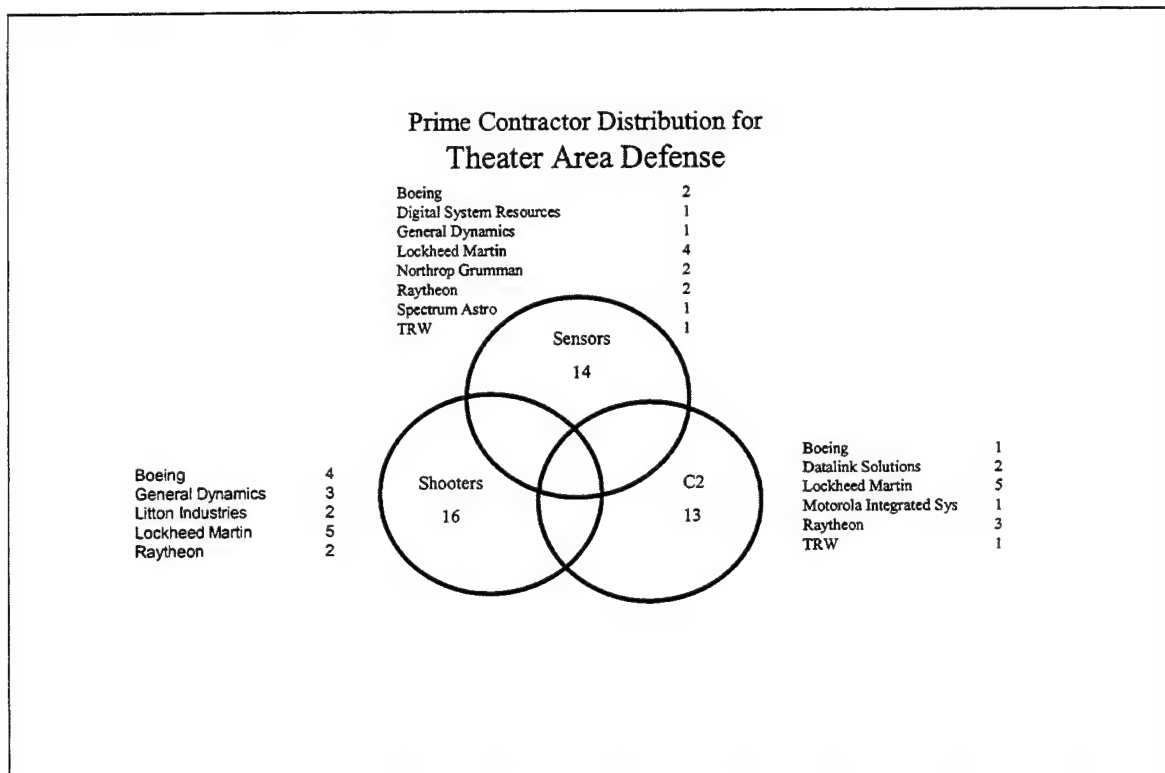 Prime Contractor Distribution for
Theater Area Defense
Boeing 2
Digital System Resources 1
General Dynamics 1
Lockheed Martin 4
Northrop Grumman 2
Raytheon 2
Spectrum Astro 1
TRW 1
Sensors
14
Boeing 4
General Dynamics 3
Litton Industries 2
Lockheed Martin 5
Raytheon 2
Shooters
16
C2
13
Boeing 1
Datalink Solutions 2
Lockheed Martin 5
Motorola Integrated Sys 1
Raytheon 3
TRW 1